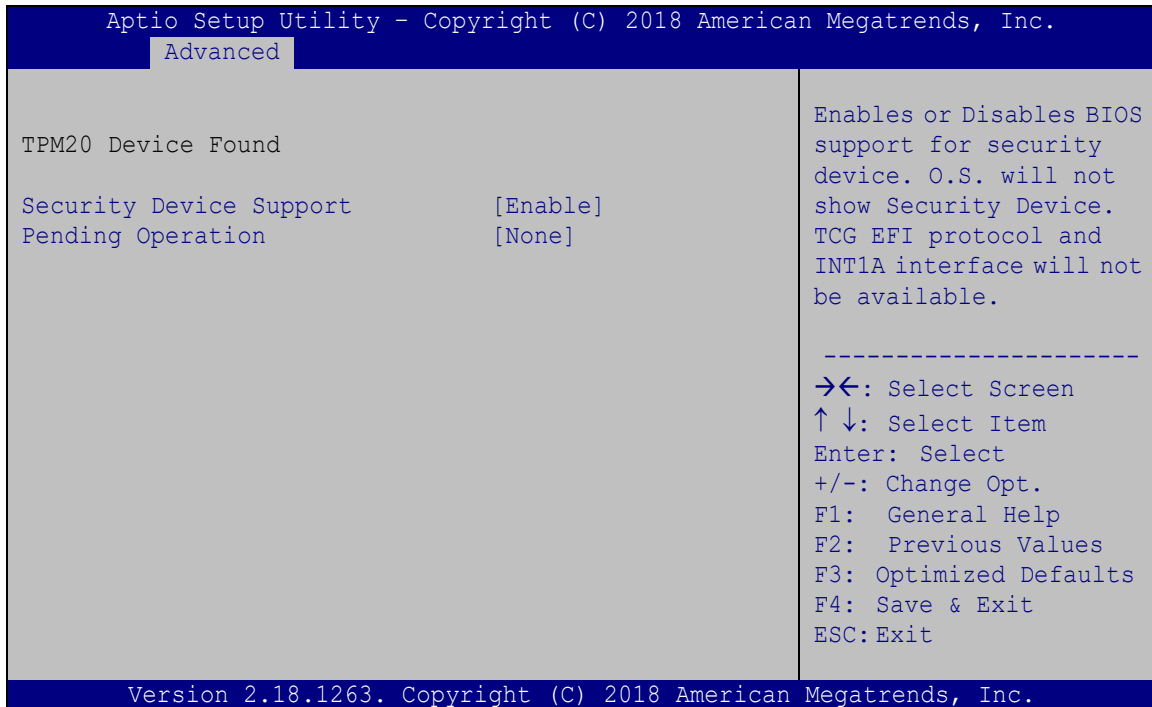 Aptio Setup Utility – Copyright (C) 2018 American Megatrends, Inc.
Advanced
TPM20 Device Found
Security Device Support [Enable]
Pending Operation [None]
Enables or Disables BIOS
support for security
device. O.S. will not
show Security Device.
TCG EFI protocol and
INT1A interface will not
be available.
----------------------
→←: Select Screen
↑ ↓: Select Item
Enter: Select
+/-: Change Opt.
F1: General Help
F2: Previous Values
F3: Optimized Defaults
F4: Save & Exit
ESC: Exit
Version 2.18.1263. Copyright (C) 2018 American Megatrends, Inc.